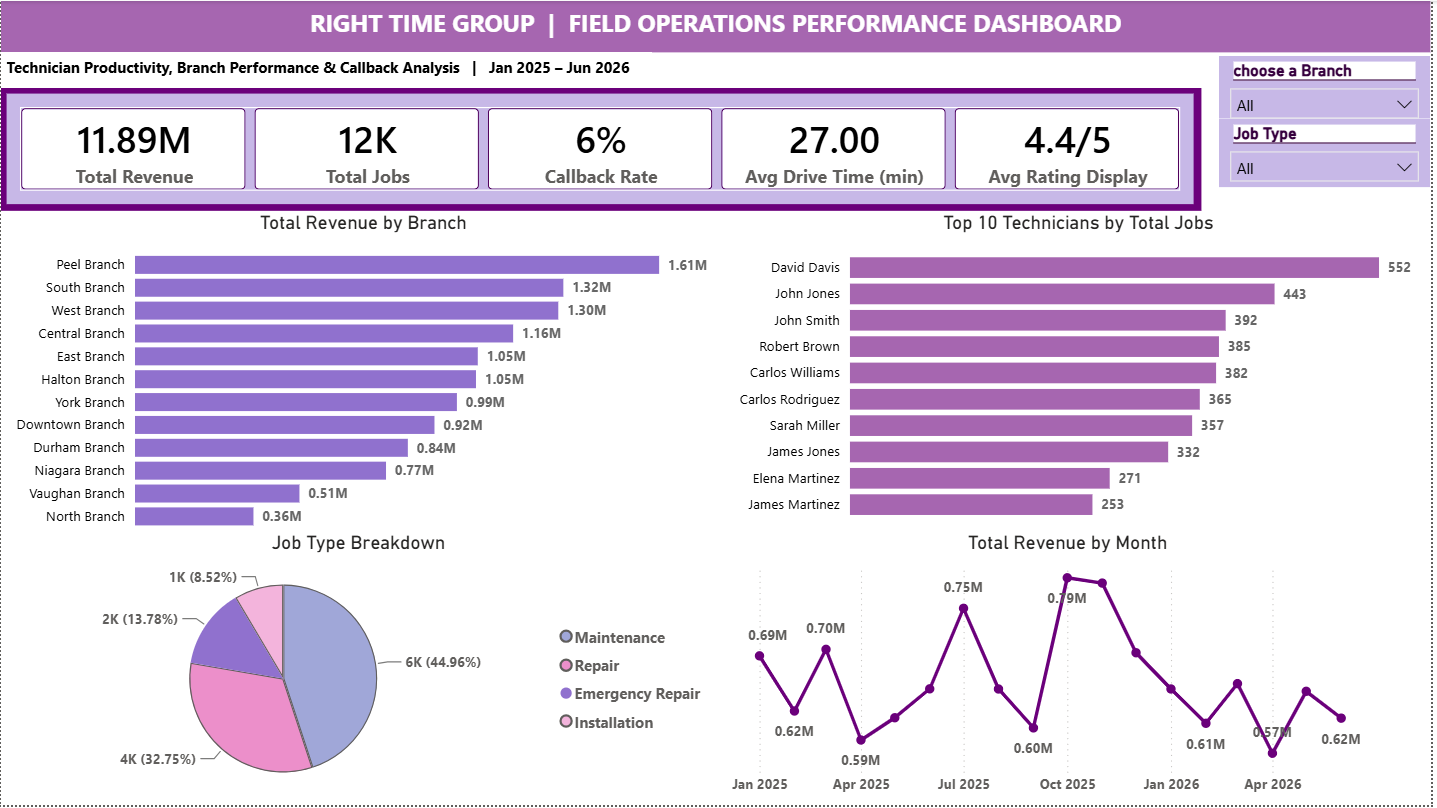 RIGHT TIME GROUP | FIELD OPERATIONS PERFORMANCE DASHBOARD
Technician Productivity, Branch Performance & Callback Analysis | Jan 2025 – Jun 2026
choose a Branch
All
Job Type
All
11.89M
Total Revenue
12K
Total Jobs
6%
Callback Rate
27.00
Avg Drive Time (min)
4.4/5
Avg Rating Display
Total Revenue by Branch
Peel Branch 1.61M
South Branch 1.32M
West Branch 1.30M
Central Branch 1.16M
East Branch 1.05M
Halton Branch 1.05M
York Branch 0.99M
Downtown Branch 0.92M
Durham Branch 0.84M
Niagara Branch 0.77M
Vaughan Branch 0.51M
North Branch 0.36M
Top 10 Technicians by Total Jobs
David Davis 552
John Jones 443
John Smith 392
Robert Brown 385
Carlos Williams 382
Carlos Rodriguez 365
Sarah Miller 357
James Jones 332
Elena Martinez 271
James Martinez 253
Job Type Breakdown
1K (8.52%)
2K (13.78%)
6K (44.96%)
4K (32.75%)
Maintenance
Repair
Emergency Repair
Installation
Total Revenue by Month
0.69M
0.62M
0.70M
0.59M
0.75M
0.60M
0.79M
0.61M
0.57M
0.62M
Jan 2025 Apr 2025 Jul 2025 Oct 2025 Jan 2026 Apr 2026